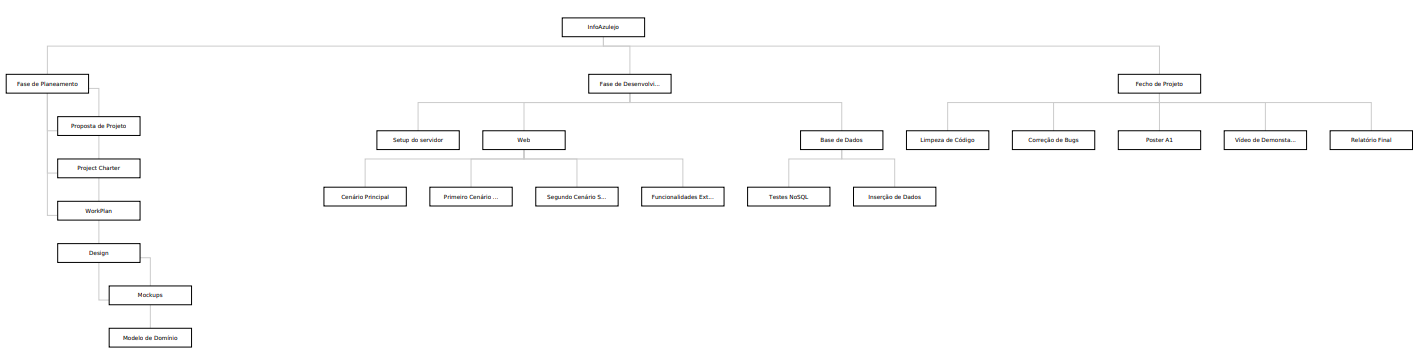 InfoAzulejo
Fase de Planeamento
Fase de Desenvolvi...
Fecho de Projeto
Proposta de Projeto
Setup do servidor
Web
Base de Dados
Limpeza de Código
Correção de Bugs
Poster A1
Vídeo de Demonsta...
Relatório Final
Project Charter
Cenário Principal
Primeiro Cenário ...
Segundo Cenário S...
Funcionalidades Ext...
Testes NoSQL
Inserção de Dados
WorkPlan
Design
Mockups
Modelo de Domínio